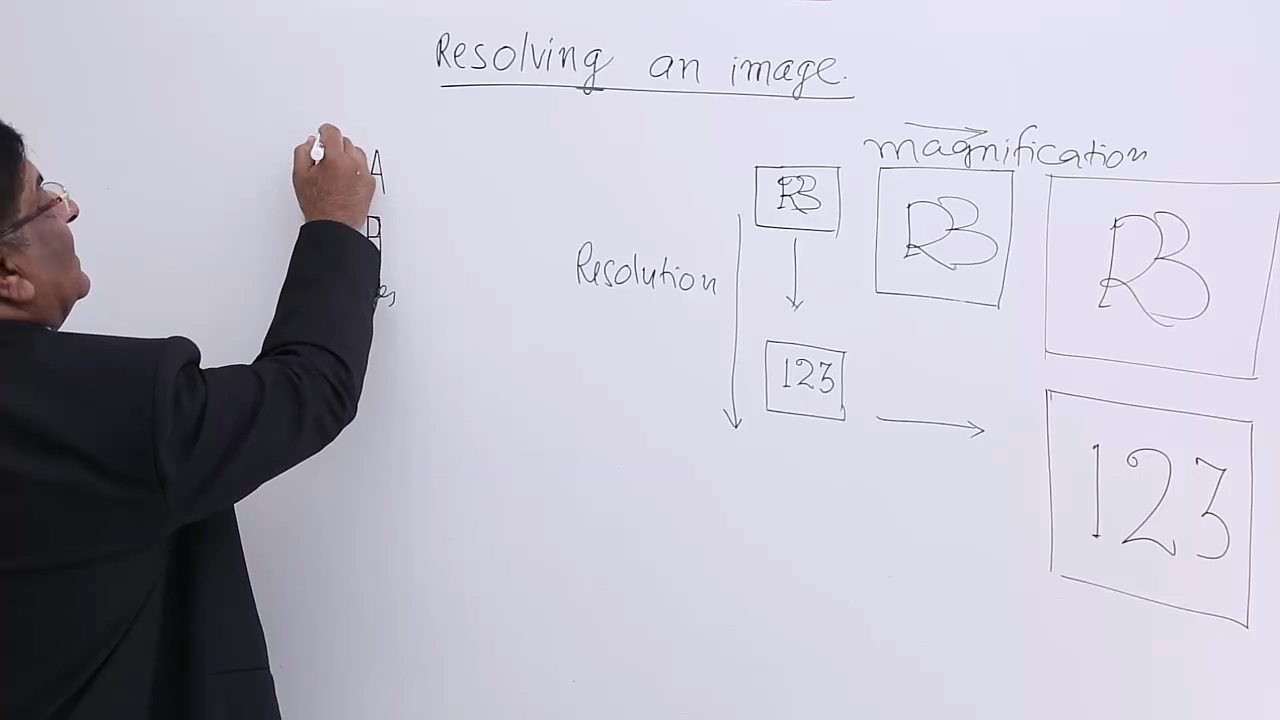 Resolving an image.
magnification
A
RB
RB
RB
Resolution
123
123